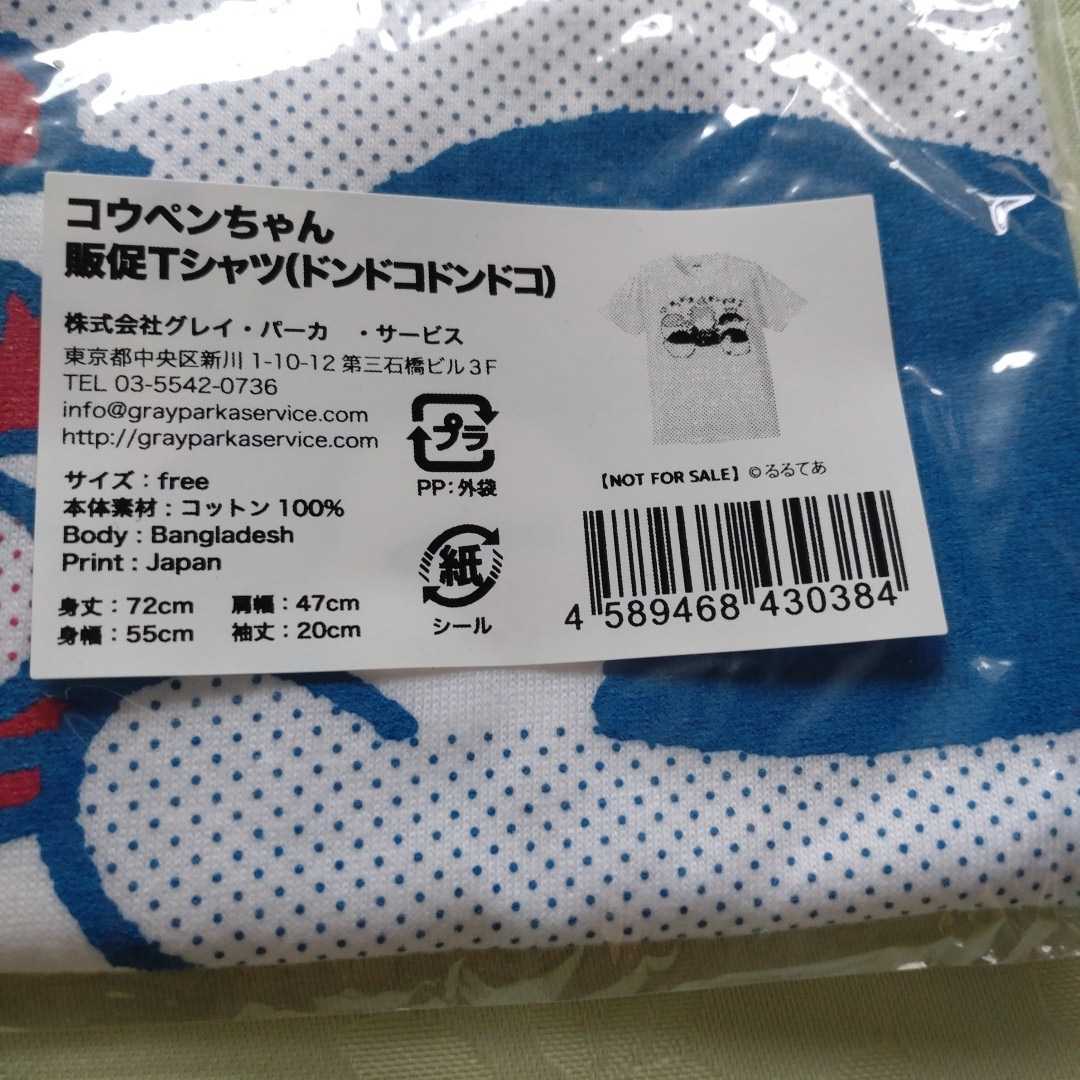 コウペンちゃん
販促Tシャツ(ドンドコドンドコ)
株式会社グレイ・パーカ ・サービス
東京都中央区新川1-10-12 第三石橋ビル3F
TEL 03-5542-0736
info@grayparkaservice.com
http://grayparkaservice.com
サイズ：free
本体素材：コットン100%
Body：Bangladesh
Print：Japan
身丈：72cm 肩幅：47cm
身幅：55cm 袖丈：20cm
プラ
PP：外袋
紙
シール
【NOT FOR SALE】©るるてあ
4 589468 430384